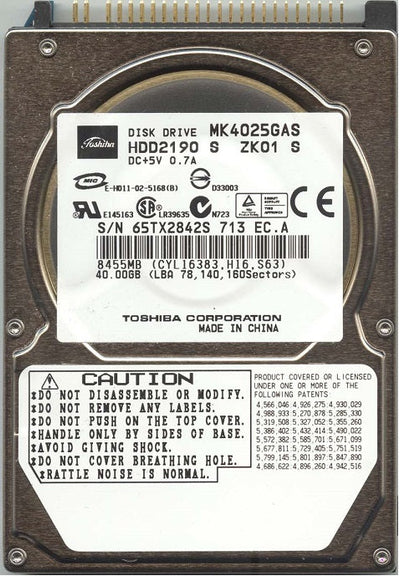 Toshiba
DISK DRIVE MK4025GAS
HDD2190 S ZK01 S
DC+5V 0.7A
MIC E-H011-02-5168(B) D33003
E145163 LR39635 N723
S/N 65TX2842S 713 EC.A
8455MB (CYL16383,H16,S63)
40.00GB (LBA 78,140,160Sectors)
TOSHIBA CORPORATION
MADE IN CHINA
CAUTION
*DO NOT DISASSEMBLE OR MODIFY.
*DO NOT REMOVE ANY LABELS.
*DO NOT PUSH ON THE TOP COVER.
*HANDLE ONLY BY SIDES OF BASE.
*AVOID GIVING SHOCK.
*DO NOT COVER BREATHING HOLE.
*RATTLE NOISE IS NORMAL.
PRODUCT COVERED OR LICENSED
UNDER ONE OR MORE OF THE
FOLLOWING PATENTS:
4,566,046 4,926,275 4,930,029
4,988,933 5,270,878 5,285,330
5,319,508 5,327,052 5,355,260
5,386,402 5,432,414 5,490,022
5,572,382 5,585,701 5,671,099
5,677,811 5,729,405 5,751,519
5,799,145 5,801,897 5,847,890
4,686,622 4,896,260 4,942,516